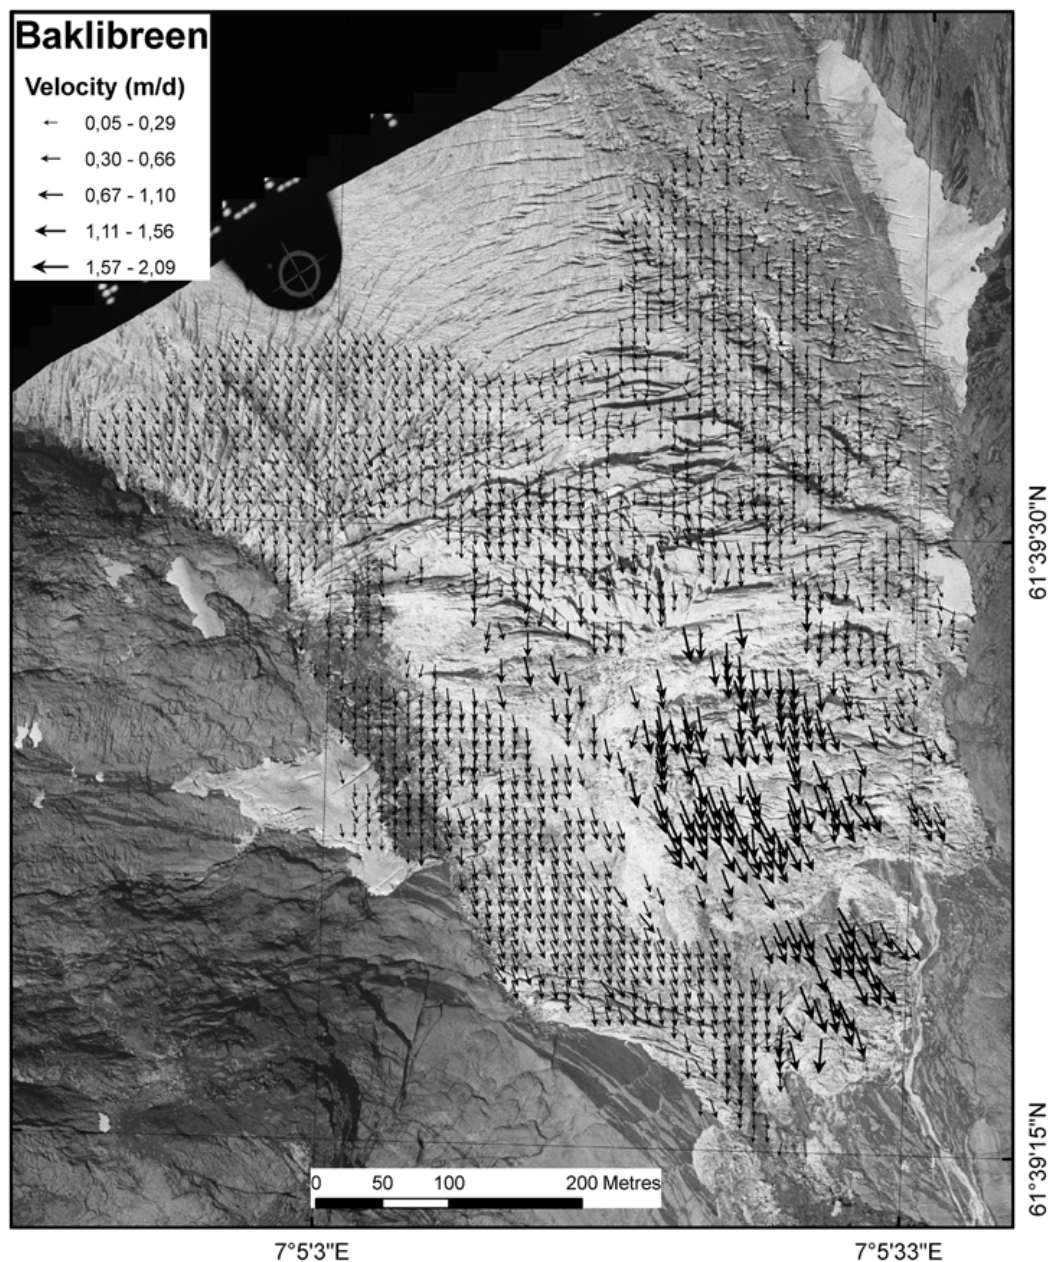 Baklibreen
Velocity (m/d)
0,05 - 0,29
0,30 - 0,66
0,67 - 1,10
1,11 - 1,56
1,57 - 2,09
61°39'30"N
61°39'15"N
0 50 100 200 Metres
7°5'3"E 7°5'33"E